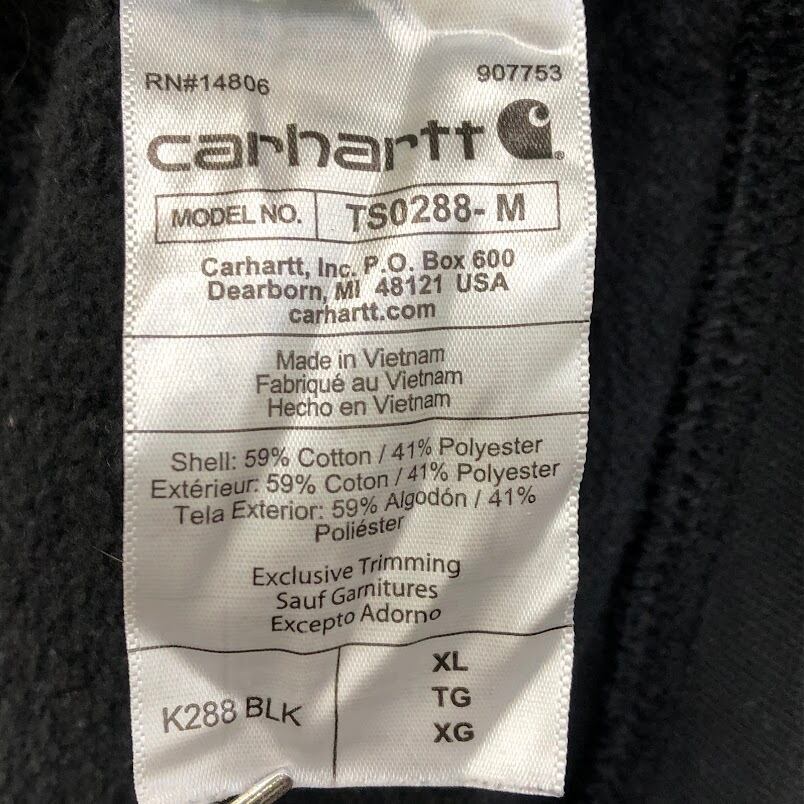 RN#14806 907753
carhartt
MODEL NO. TS0288- M
Carhartt, Inc. P.O. Box 600
Dearborn, MI 48121 USA
carhartt.com
Made in Vietnam
Fabriqué au Vietnam
Hecho en Vietnam
Shell: 59% Cotton / 41% Polyester
Extérieur: 59% Coton / 41% Polyester
Tela Exterior: 59% Algodón / 41%
Poliéster
Exclusive Trimming
Sauf Garnitures
Excepto Adorno
K288 BLK
XL
TG
XG